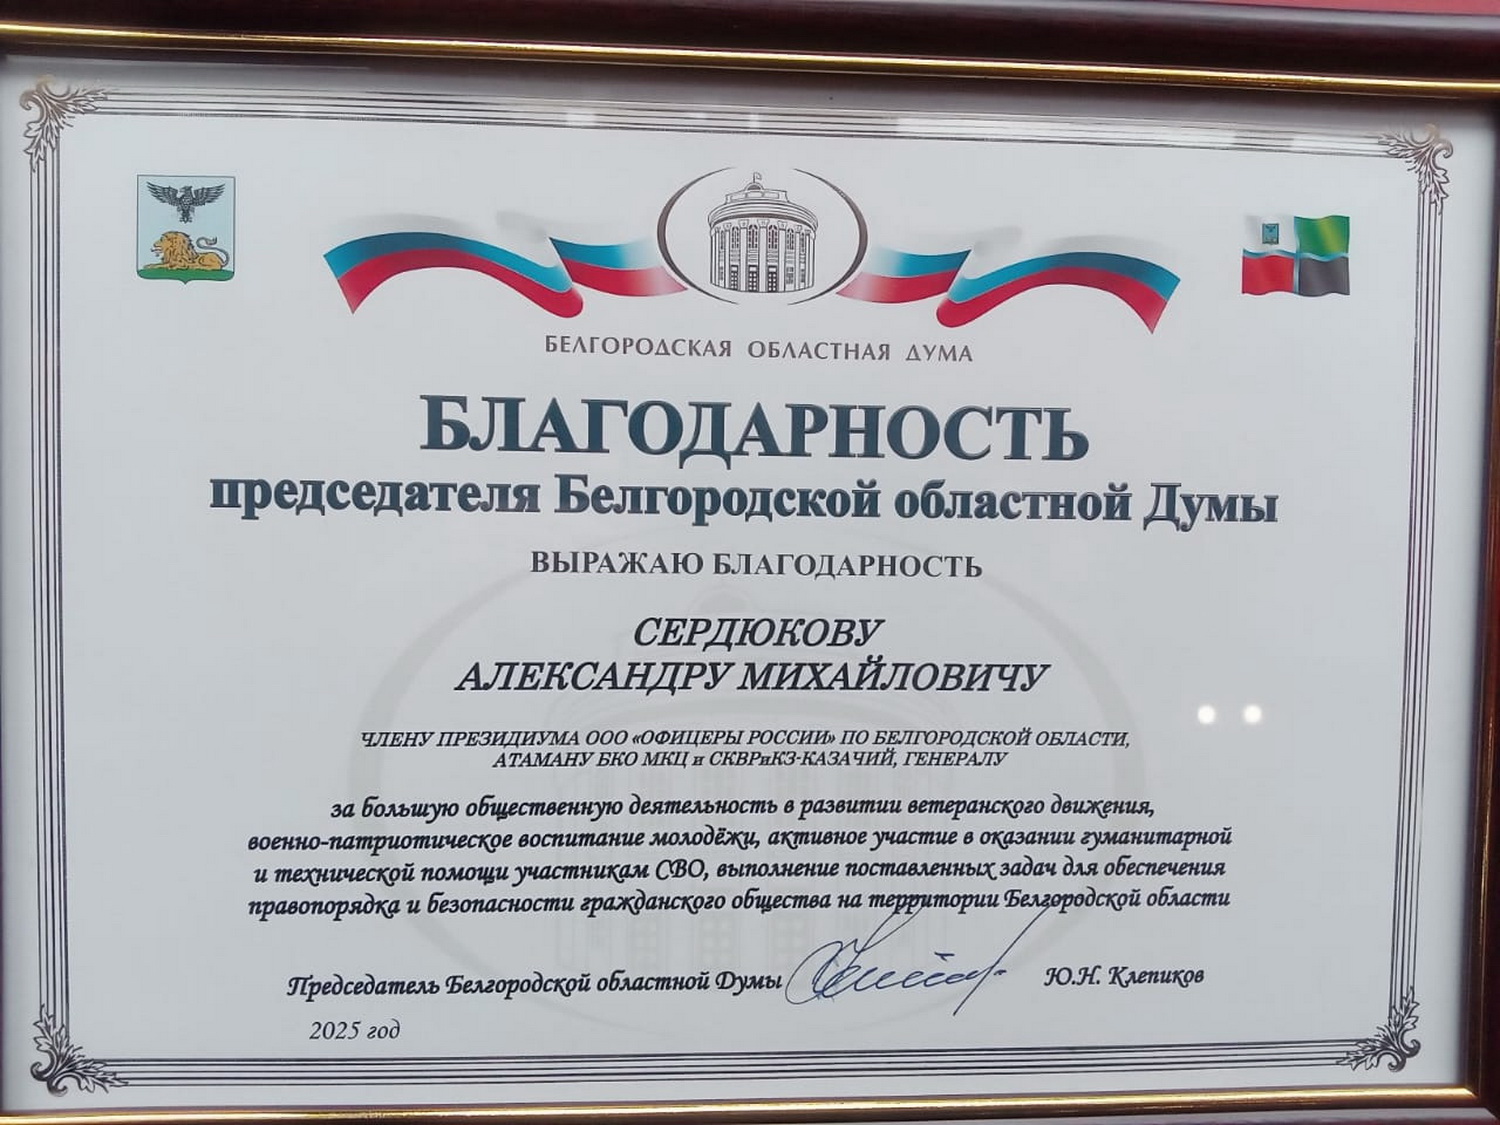 БЕЛГОРОДСКАЯ ОБЛАСТНАЯ ДУМА
БЛАГОДАРНОСТЬ
председателя Белгородской областной Думы
ВЫРАЖАЮ БЛАГОДАРНОСТЬ
СЕРДЮКОВУ
АЛЕКСАНДРУ МИХАЙЛОВИЧУ
ЧЛЕНУ ПРЕЗИДИУМА ООО «ОФИЦЕРЫ РОССИИ» ПО БЕЛГОРОДСКОЙ ОБЛАСТИ,
АТАМАНУ БКО МКЦ и СКВРиКЗ-КАЗАЧИЙ, ГЕНЕРАЛУ
за большую общественную деятельность в развитии ветеранского движения,
военно-патриотическое воспитание молодёжи, активное участие в оказании гуманитарной
и технической помощи участникам СВО, выполнение поставленных задач для обеспечения
правопорядка и безопасности гражданского общества на территории Белгородской области
Председатель Белгородской областной Думы Ю.Н. Клепиков
2025 год